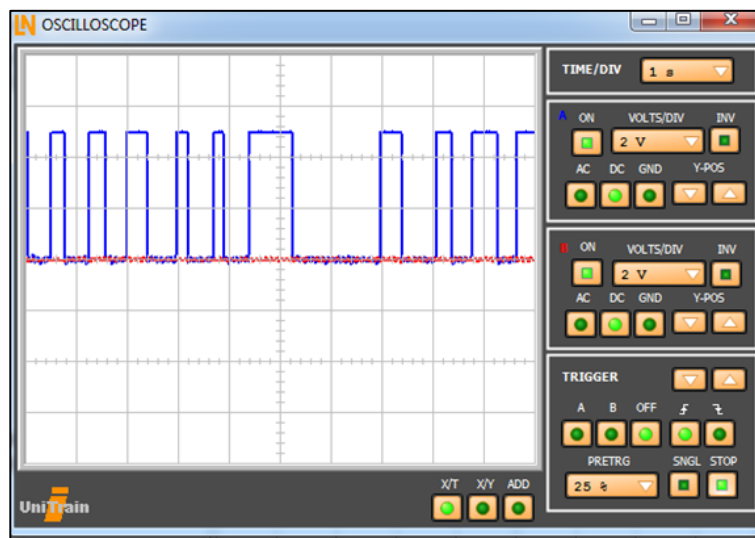 LN OSCILLOSCOPE
TIME/DIV 1 s
A ON VOLTS/DIV INV
2 V
AC DC GND Y-POS
B ON VOLTS/DIV INV
2 V
AC DC GND Y-POS
TRIGGER
A B OFF
PRETRG SNGL STOP
25 %
X/T X/Y ADD
UniTrain